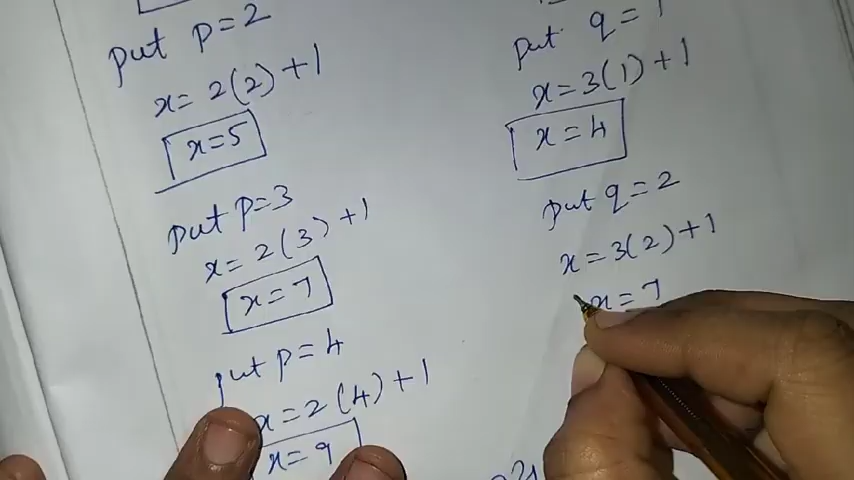 put p=2
x=2(2)+1
x=5
put p=3
x=2(3)+1
x=7
put p=4
x=2(4)+1
x=9
put q=1
x=3(1)+1
x=4
put q=2
x=3(2)+1
x=7